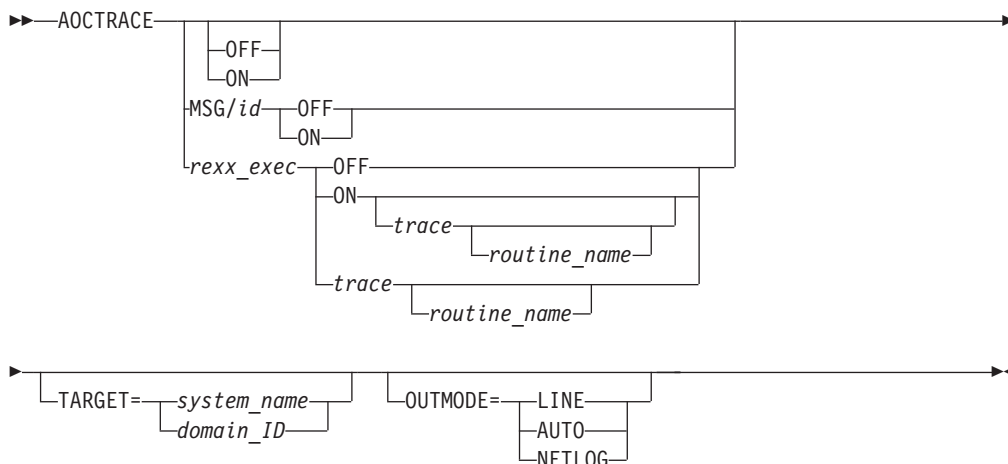 AOCTRACE
OFF
ON
MSG/id OFF
ON
rexx_exec OFF
ON
trace
routine_name
trace
routine_name
TARGET= system_name OUTMODE= LINE
domain_ID AUTO
NETLOG